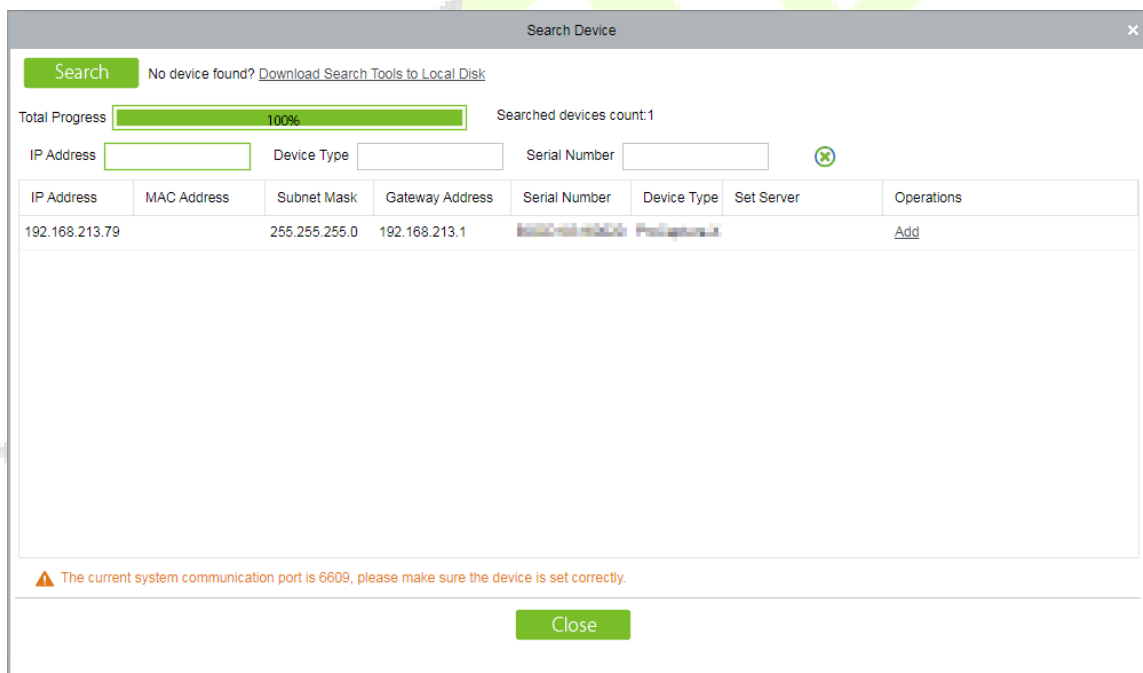 Search Device
Search No device found? Download Search Tools to Local Disk
Total Progress 100% Searched devices count:1
IP Address Device Type Serial Number
IP Address MAC Address Subnet Mask Gateway Address Serial Number Device Type Set Server Operations
192.168.213.79 255.255.255.0 192.168.213.1 Add
The current system communication port is 6609, please make sure the device is set correctly.
Close